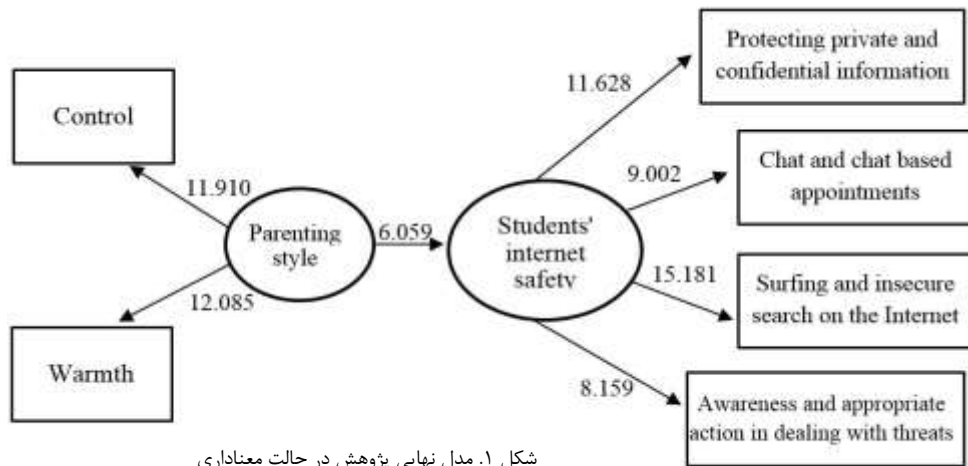 Protecting private and
confidential information
11.628
Control
Chat and chat based
appointments
9.002
11.910
Parenting
style
6.059
Students'
internet
safety
15.181
Surfing and insecure
search on the Internet
12.085
Warmth
8.159
Awareness and appropriate
action in dealing with threats
شکل ۱. مدل نهایی پژوهش در حالت معناداری